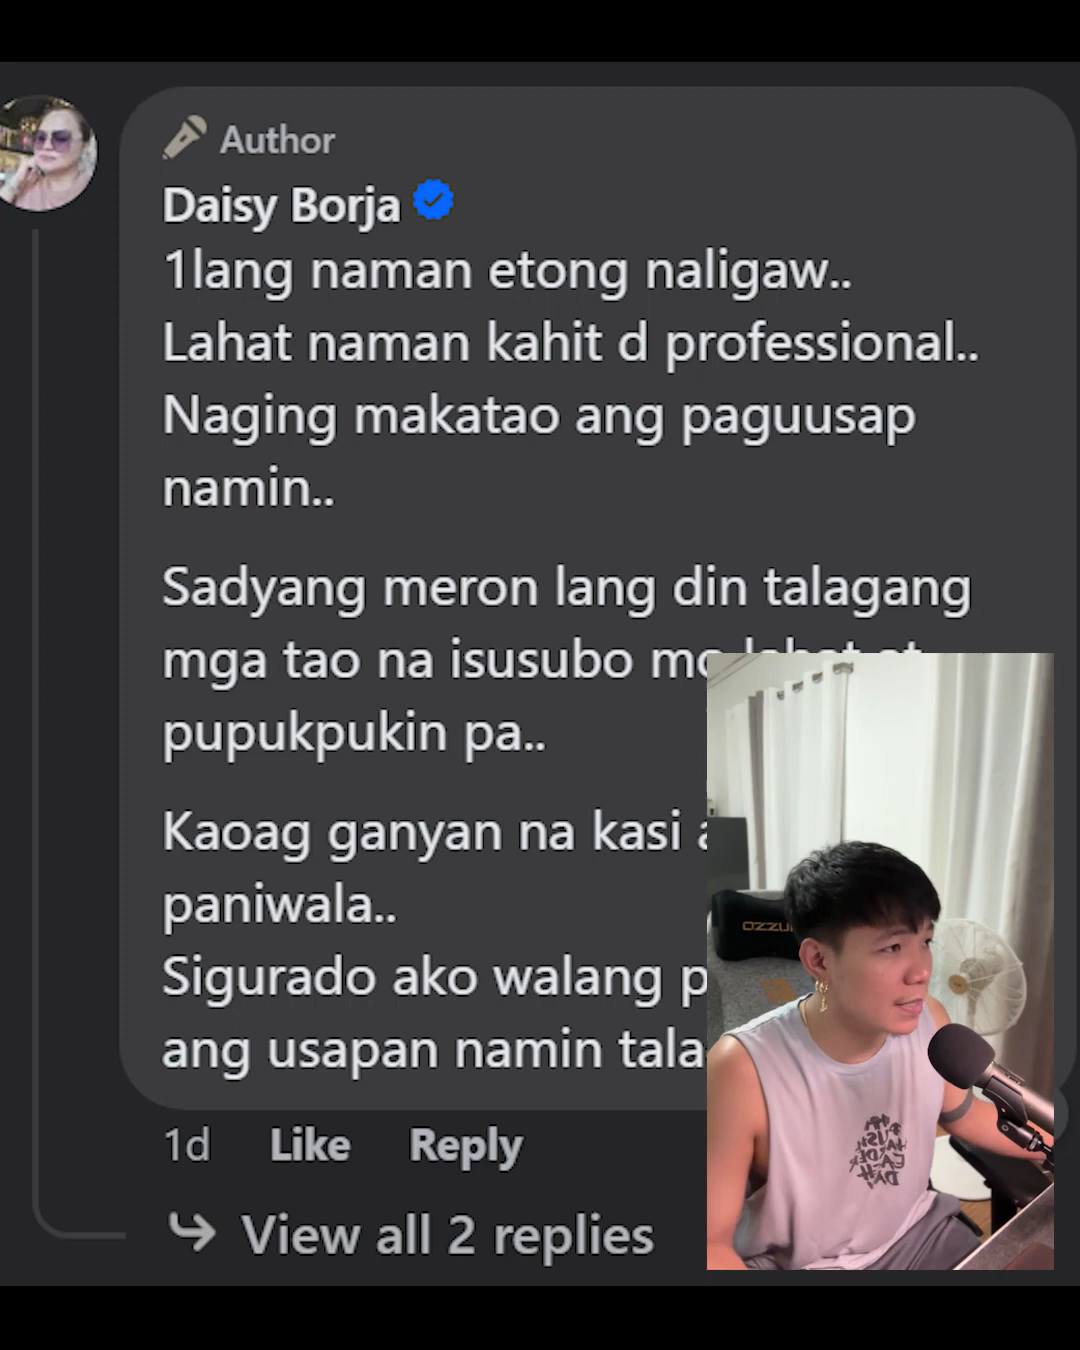 Author
Daisy Borja
1lang naman etong naligaw..
Lahat naman kahit d professional..
Naging makatao ang paguusap
namin..
Sadyang meron lang din talagang
mga tao na isusubo mo lahat at
pupukpukin pa..
Kaoag ganyan na kasi
paniwala..
Sigurado ako walang
ang usapan namin
1d Like Reply
View all 2 replies